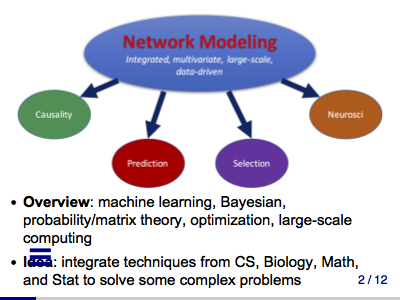 Network Modeling
Integrated, multivariate, large-scale,
data-driven
Causality
Neurosci
Prediction
Selection
• Overview: machine learning, Bayesian,
probability/matrix theory, optimization, large-scale
computing
• Idea: integrate techniques from CS, Biology, Math,
and Stat to solve some complex problems
2 / 12